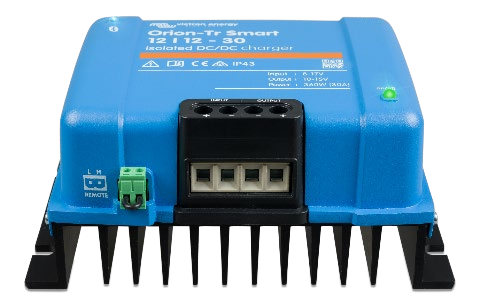 victron energy
Orion-Tr Smart
12 | 12 - 30
isolated DC/DC charger
IP43
Input : 8-17V
Output : 10-15V
Power : 360W (30A)
INPUT OUTPUT
L H
REMOTE